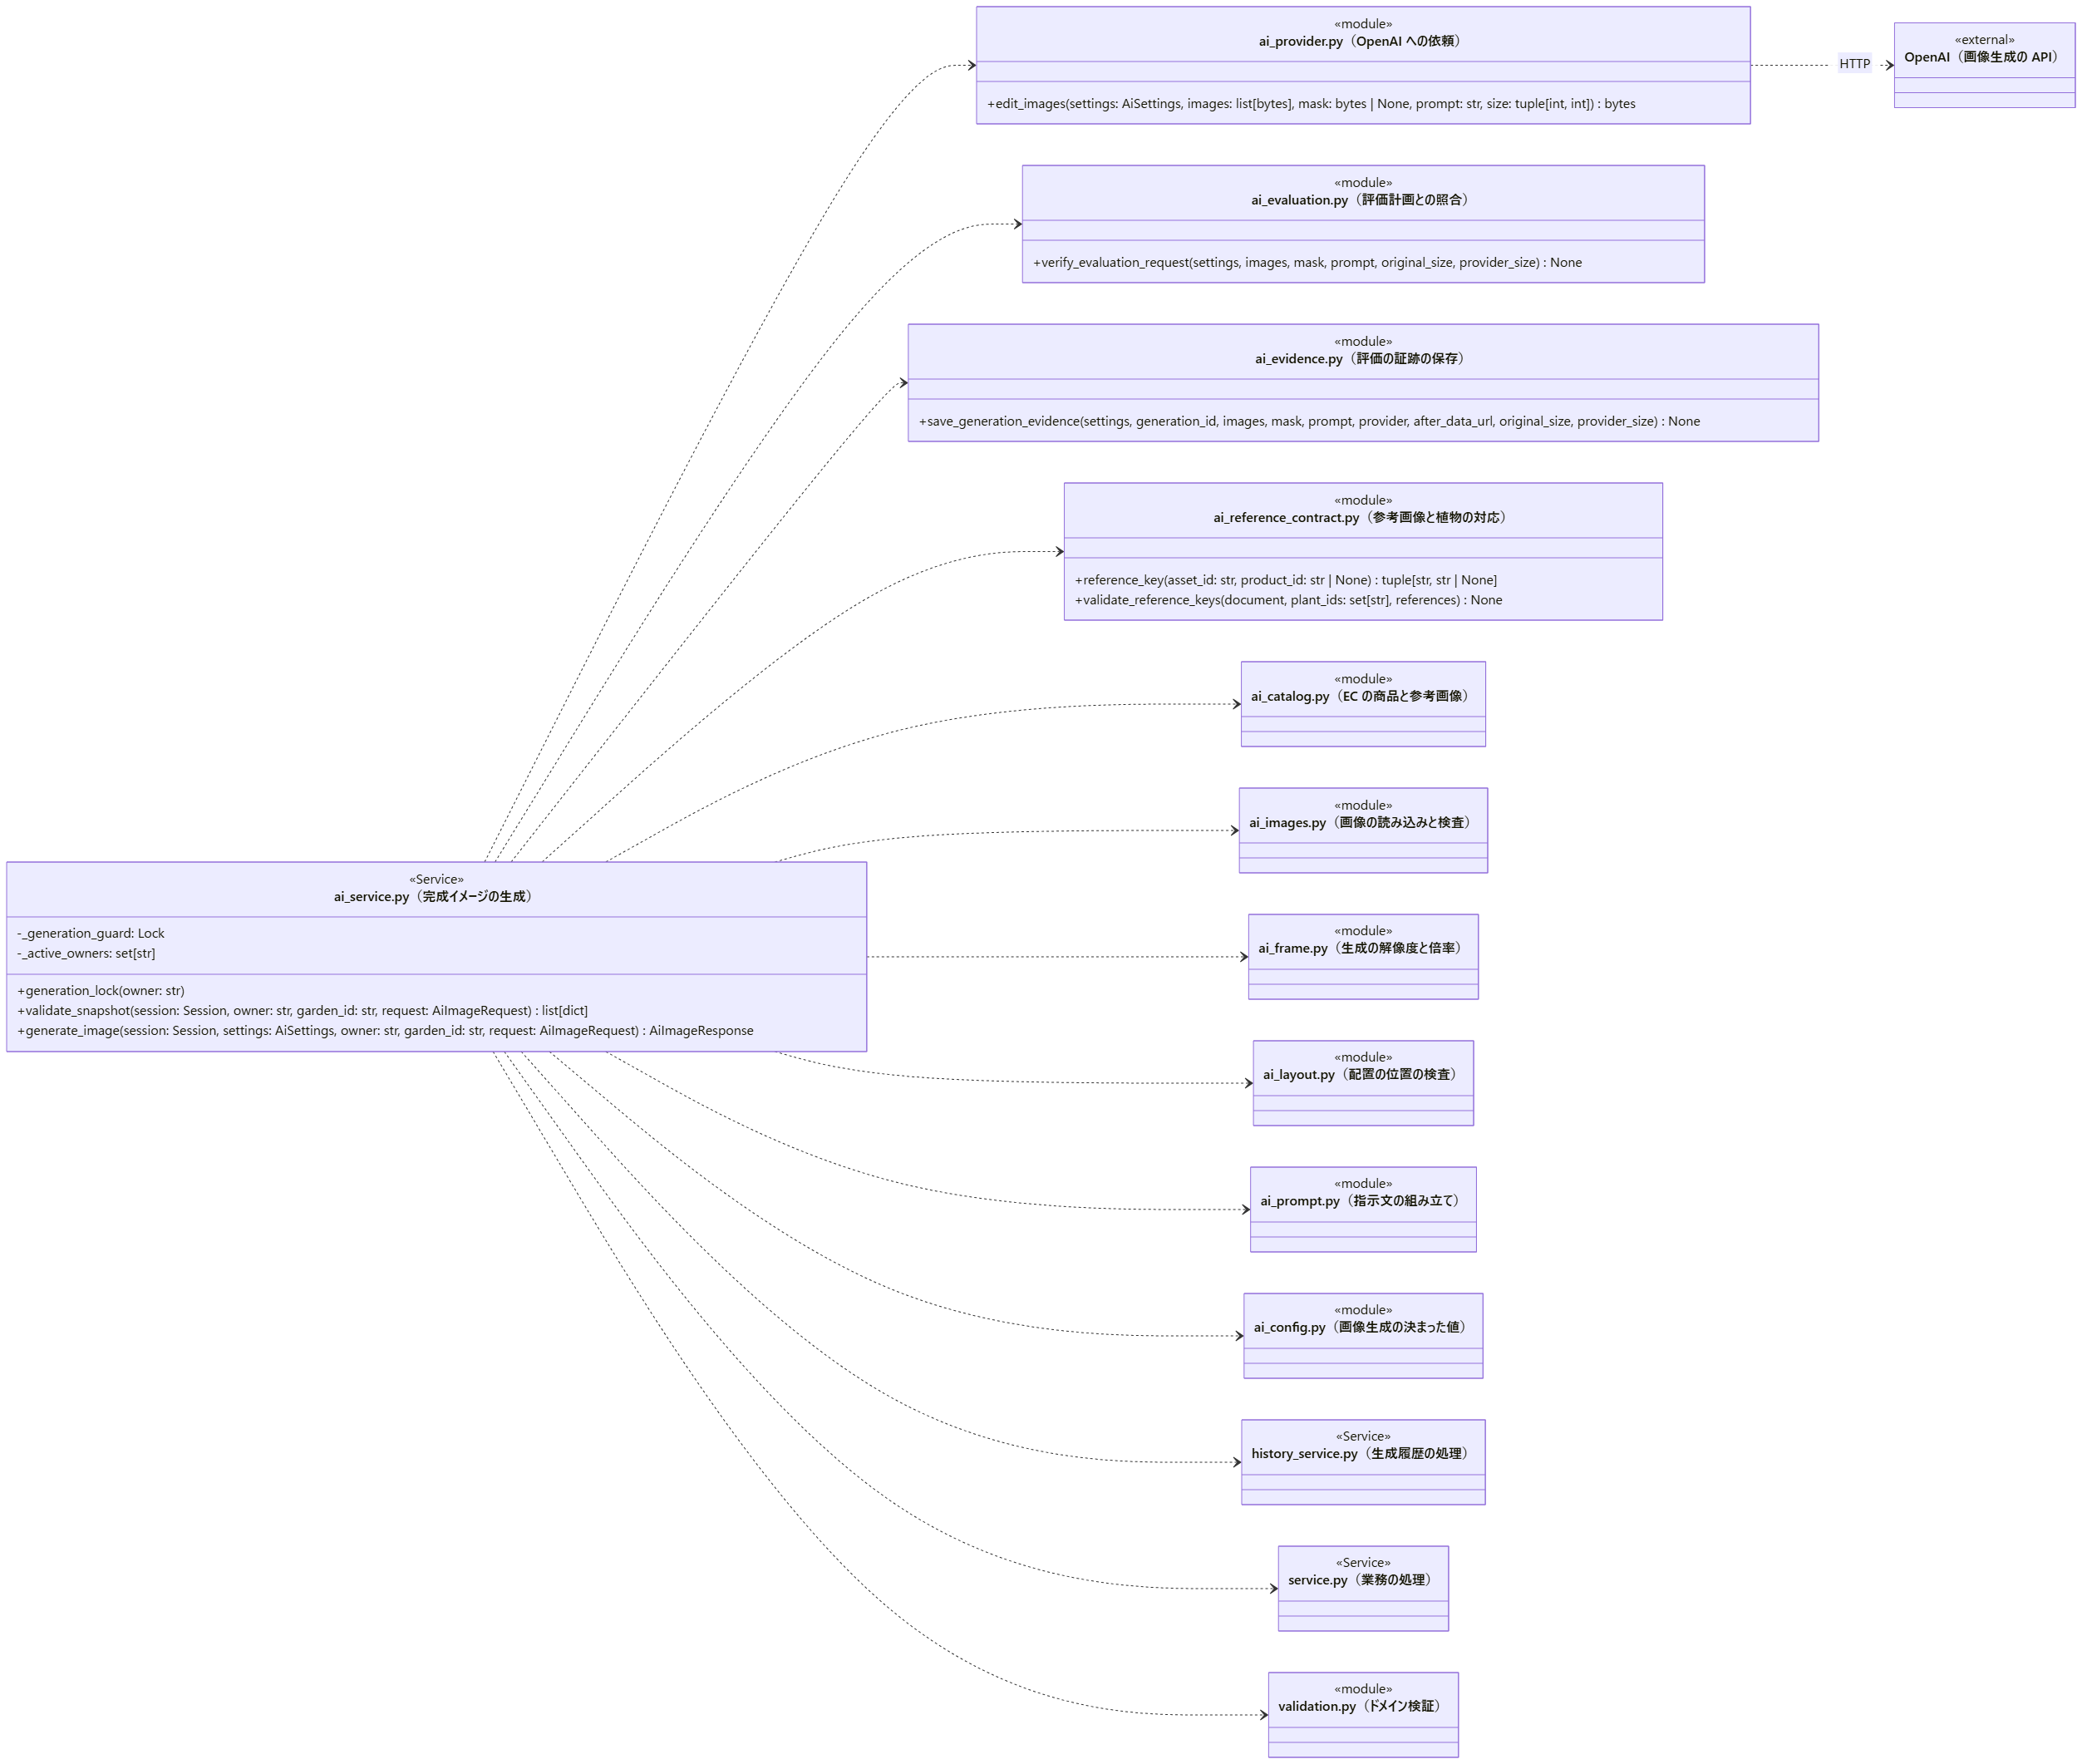 «module»
ai_provider.py（OpenAI への依頼）
+edit_images(settings: AiSettings, images: list[bytes], mask: bytes | None, prompt: str, size: tuple[int, int]) : bytes
HTTP
«external»
OpenAI（画像生成の API）
«module»
ai_evaluation.py（評価計画との照合）
+verify_evaluation_request(settings, images, mask, prompt, original_size, provider_size) : None
«module»
ai_evidence.py（評価の証跡の保存）
+save_generation_evidence(settings, generation_id, images, mask, prompt, provider, after_data_url, original_size, provider_size) : None
«module»
ai_reference_contract.py（参考画像と植物の対応）
+reference_key(asset_id: str, product_id: str | None) : tuple[str, str | None]
+validate_reference_keys(document, plant_ids: set[str], references) : None
«module»
ai_catalog.py（EC の商品と参考画像）
«module»
ai_images.py（画像の読み込みと検査）
«Service»
ai_service.py（完成イメージの生成）
-_generation_guard: Lock
-_active_owners: set[str]
+generation_lock(owner: str)
+validate_snapshot(session: Session, owner: str, garden_id: str, request: AiImageRequest) : list[dict]
+generate_image(session: Session, settings: AiSettings, owner: str, garden_id: str, request: AiImageRequest) : AiImageResponse
«module»
ai_frame.py（生成の解像度と倍率）
«module»
ai_layout.py（配置の位置の検査）
«module»
ai_prompt.py（指示文の組み立て）
«module»
ai_config.py（画像生成の決まった値）
«Service»
history_service.py（生成履歴の処理）
«Service»
service.py（業務の処理）
«module»
validation.py（ドメイン検証）